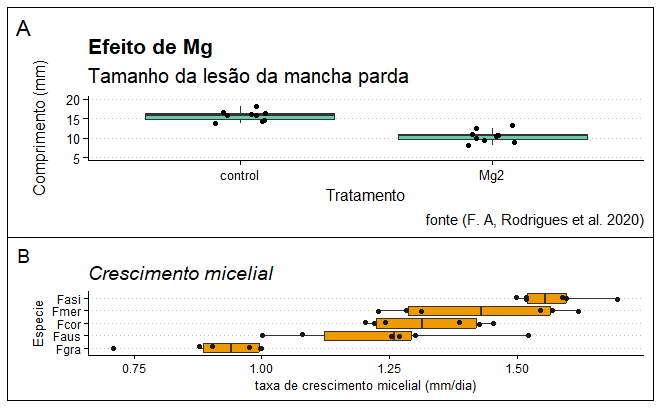 A
Efeito de Mg
Tamanho da lesão da mancha parda
Comprimento (mm)
20
15
10
5
control
Mg2
Tratamento
fonte (F. A, Rodrigues et al. 2020)
B
Crescimento micelial
Especie
Fasi
Fmer
Fcor
Faus
Fgra
0.75
1.00
1.25
1.50
taxa de crescimento micelial (mm/dia)